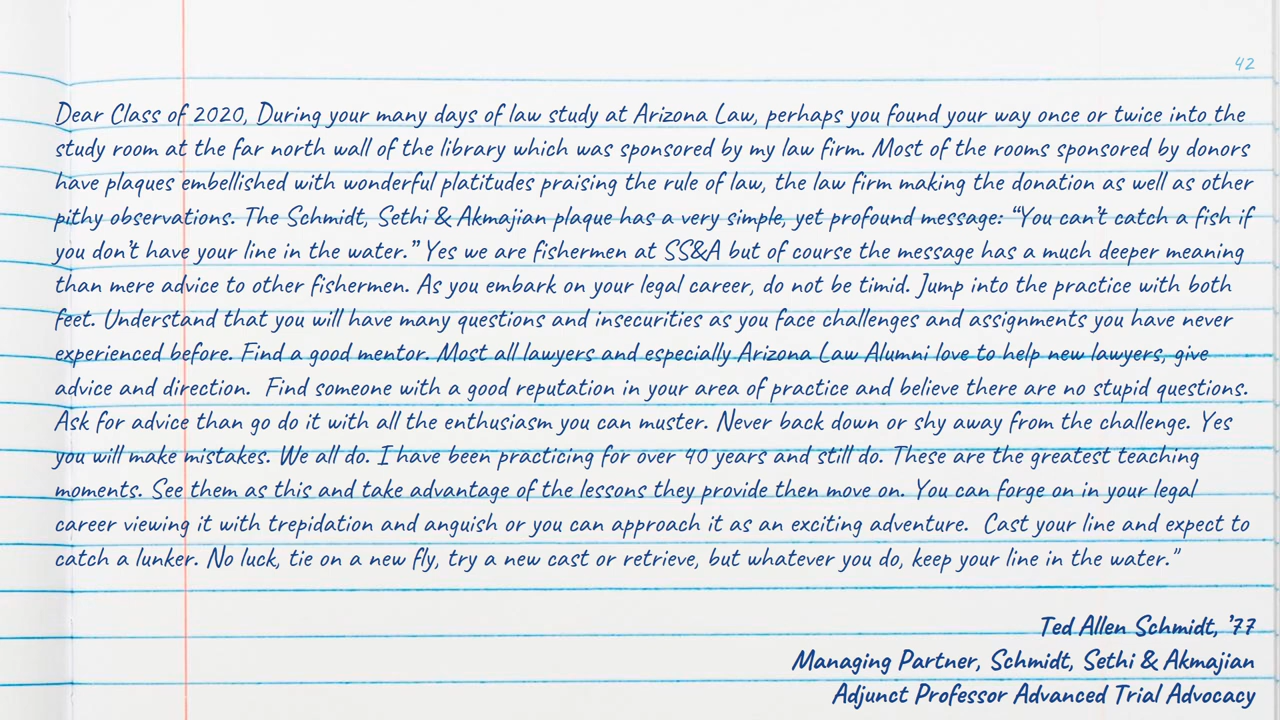 42
Dear Class of 2020, During your many days of law study at Arizona Law, perhaps you found your way once or twice into the
study room at the far north wall of the library which was sponsored by my law firm. Most of the rooms sponsored by donors
have plaques embellished with wonderful platitudes praising the rule of law, the law firm making the donation as well as other
pithy observations. The Schmidt, Sethi & Akmajian plaque has a very simple, yet profound message: “You can’t catch a fish if
you don’t have your line in the water.” Yes we are fishermen at SS&A but of course the message has a much deeper meaning
than mere advice to other fishermen. As you embark on your legal career, do not be timid. Jump into the practice with both
feet. Understand that you will have many questions and insecurities as you face challenges and assignments you have never
experienced before. Find a good mentor. Most all lawyers and especially Arizona Law Alumni love to help new lawyers, give
advice and direction.  Find someone with a good reputation in your area of practice and believe there are no stupid questions.
Ask for advice than go do it with all the enthusiasm you can muster. Never back down or shy away from the challenge. Yes
you will make mistakes. We all do. I have been practicing for over 40 years and still do. These are the greatest teaching
moments. See them as this and take advantage of the lessons they provide then move on. You can forge on in your legal
career viewing it with trepidation and anguish or you can approach it as an exciting adventure.  Cast your line and expect to
catch a lunker. No luck, tie on a new fly, try a new cast or retrieve, but whatever you do, keep your line in the water.”
Ted Allen Schmidt, ’77
Managing Partner, Schmidt, Sethi & Akmajian
Adjunct Professor Advanced Trial Advocacy